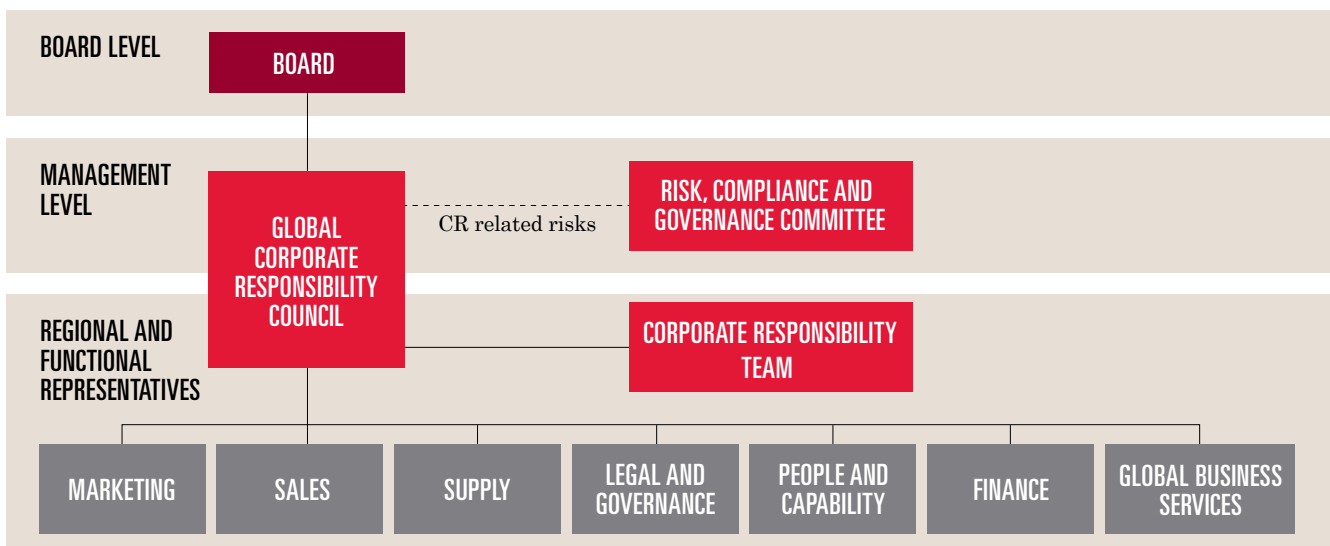 BOARD LEVEL
BOARD
MANAGEMENT
LEVEL
GLOBAL
CORPORATE
RESPONSIBILITY
COUNCIL
CR related risks
RISK, COMPLIANCE AND
GOVERNANCE COMMITTEE
REGIONAL AND
FUNCTIONAL
REPRESENTATIVES
CORPORATE RESPONSIBILITY
TEAM
MARKETING
SALES
SUPPLY
LEGAL AND
GOVERNANCE
PEOPLE AND
CAPABILITY
FINANCE
GLOBAL BUSINESS
SERVICES